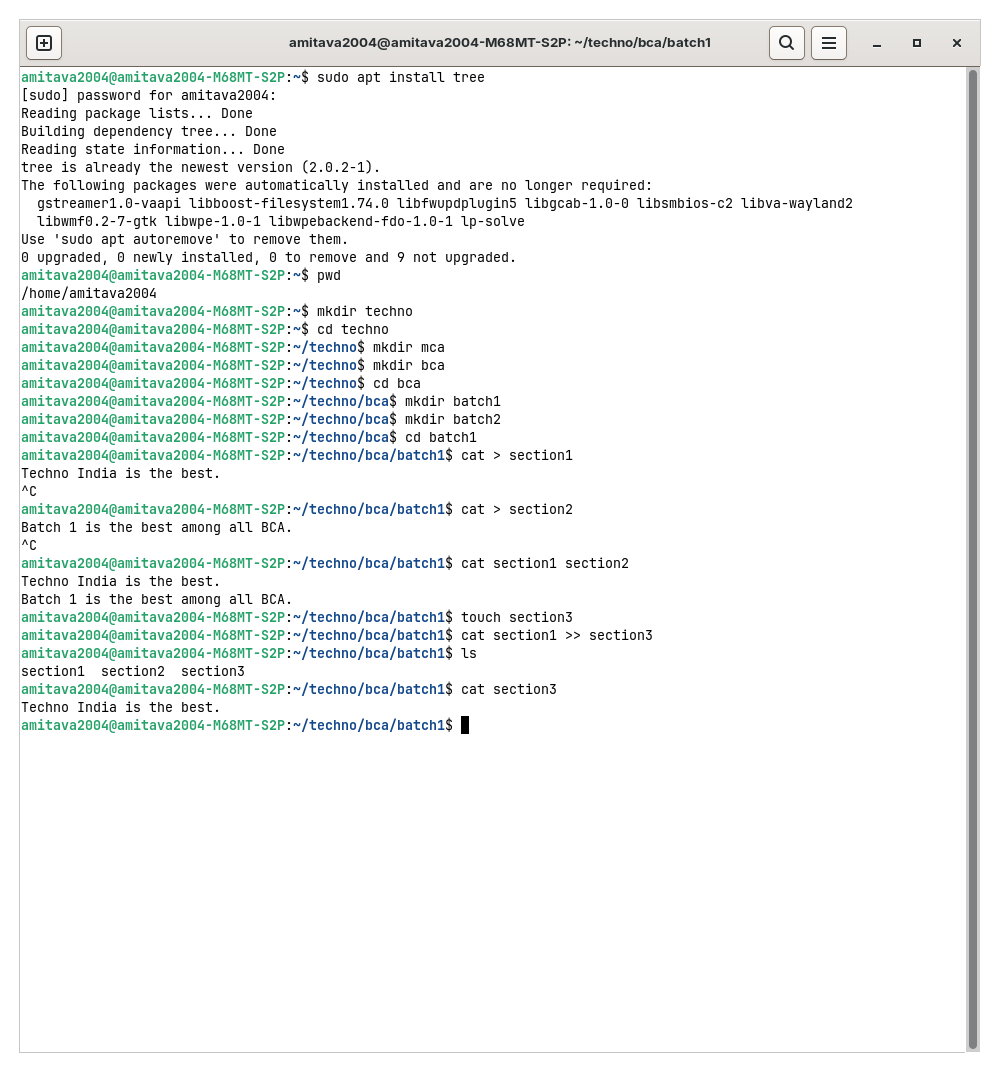 amitava2004@amitava2004-M68MT-S2P: ~/techno/bca/batch1
amitava2004@amitava2004-M68MT-S2P:~$ sudo apt install tree
[sudo] password for amitava2004:
Reading package lists... Done
Building dependency tree... Done
Reading state information... Done
tree is already the newest version (2.0.2-1).
The following packages were automatically installed and are no longer required:
  gstreamer1.0-vaapi libboost-filesystem1.74.0 libfwupdplugin5 libgcab-1.0-0 libsmbios-c2 libva-wayland2
  libwmf0.2-7-gtk libwpe-1.0-1 libwpebackend-fdo-1.0-1 lp-solve
Use 'sudo apt autoremove' to remove them.
0 upgraded, 0 newly installed, 0 to remove and 9 not upgraded.
amitava2004@amitava2004-M68MT-S2P:~$ pwd
/home/amitava2004
amitava2004@amitava2004-M68MT-S2P:~$ mkdir techno
amitava2004@amitava2004-M68MT-S2P:~$ cd techno
amitava2004@amitava2004-M68MT-S2P:~/techno$ mkdir mca
amitava2004@amitava2004-M68MT-S2P:~/techno$ mkdir bca
amitava2004@amitava2004-M68MT-S2P:~/techno$ cd bca
amitava2004@amitava2004-M68MT-S2P:~/techno/bca$ mkdir batch1
amitava2004@amitava2004-M68MT-S2P:~/techno/bca$ mkdir batch2
amitava2004@amitava2004-M68MT-S2P:~/techno/bca$ cd batch1
amitava2004@amitava2004-M68MT-S2P:~/techno/bca/batch1$ cat > section1
Techno India is the best.
^C
amitava2004@amitava2004-M68MT-S2P:~/techno/bca/batch1$ cat > section2
Batch 1 is the best among all BCA.
^C
amitava2004@amitava2004-M68MT-S2P:~/techno/bca/batch1$ cat section1 section2
Techno India is the best.
Batch 1 is the best among all BCA.
amitava2004@amitava2004-M68MT-S2P:~/techno/bca/batch1$ touch section3
amitava2004@amitava2004-M68MT-S2P:~/techno/bca/batch1$ cat section1 >> section3
amitava2004@amitava2004-M68MT-S2P:~/techno/bca/batch1$ ls
section1  section2  section3
amitava2004@amitava2004-M68MT-S2P:~/techno/bca/batch1$ cat section3
Techno India is the best.
amitava2004@amitava2004-M68MT-S2P:~/techno/bca/batch1$